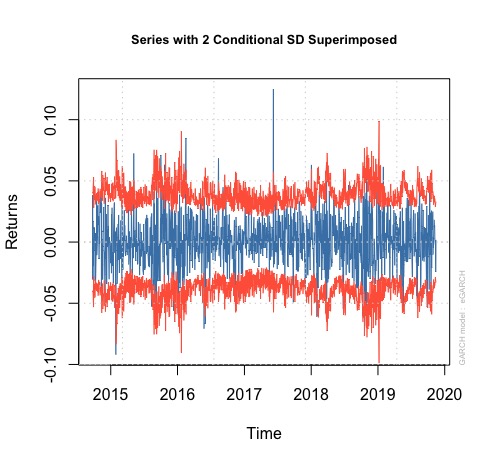 Series with 2 Conditional SD Superimposed
Returns
0.10
0.05
0.00
-0.05
-0.10
2015 2016 2017 2018 2019 2020
Time
GARCH model : eGARCH